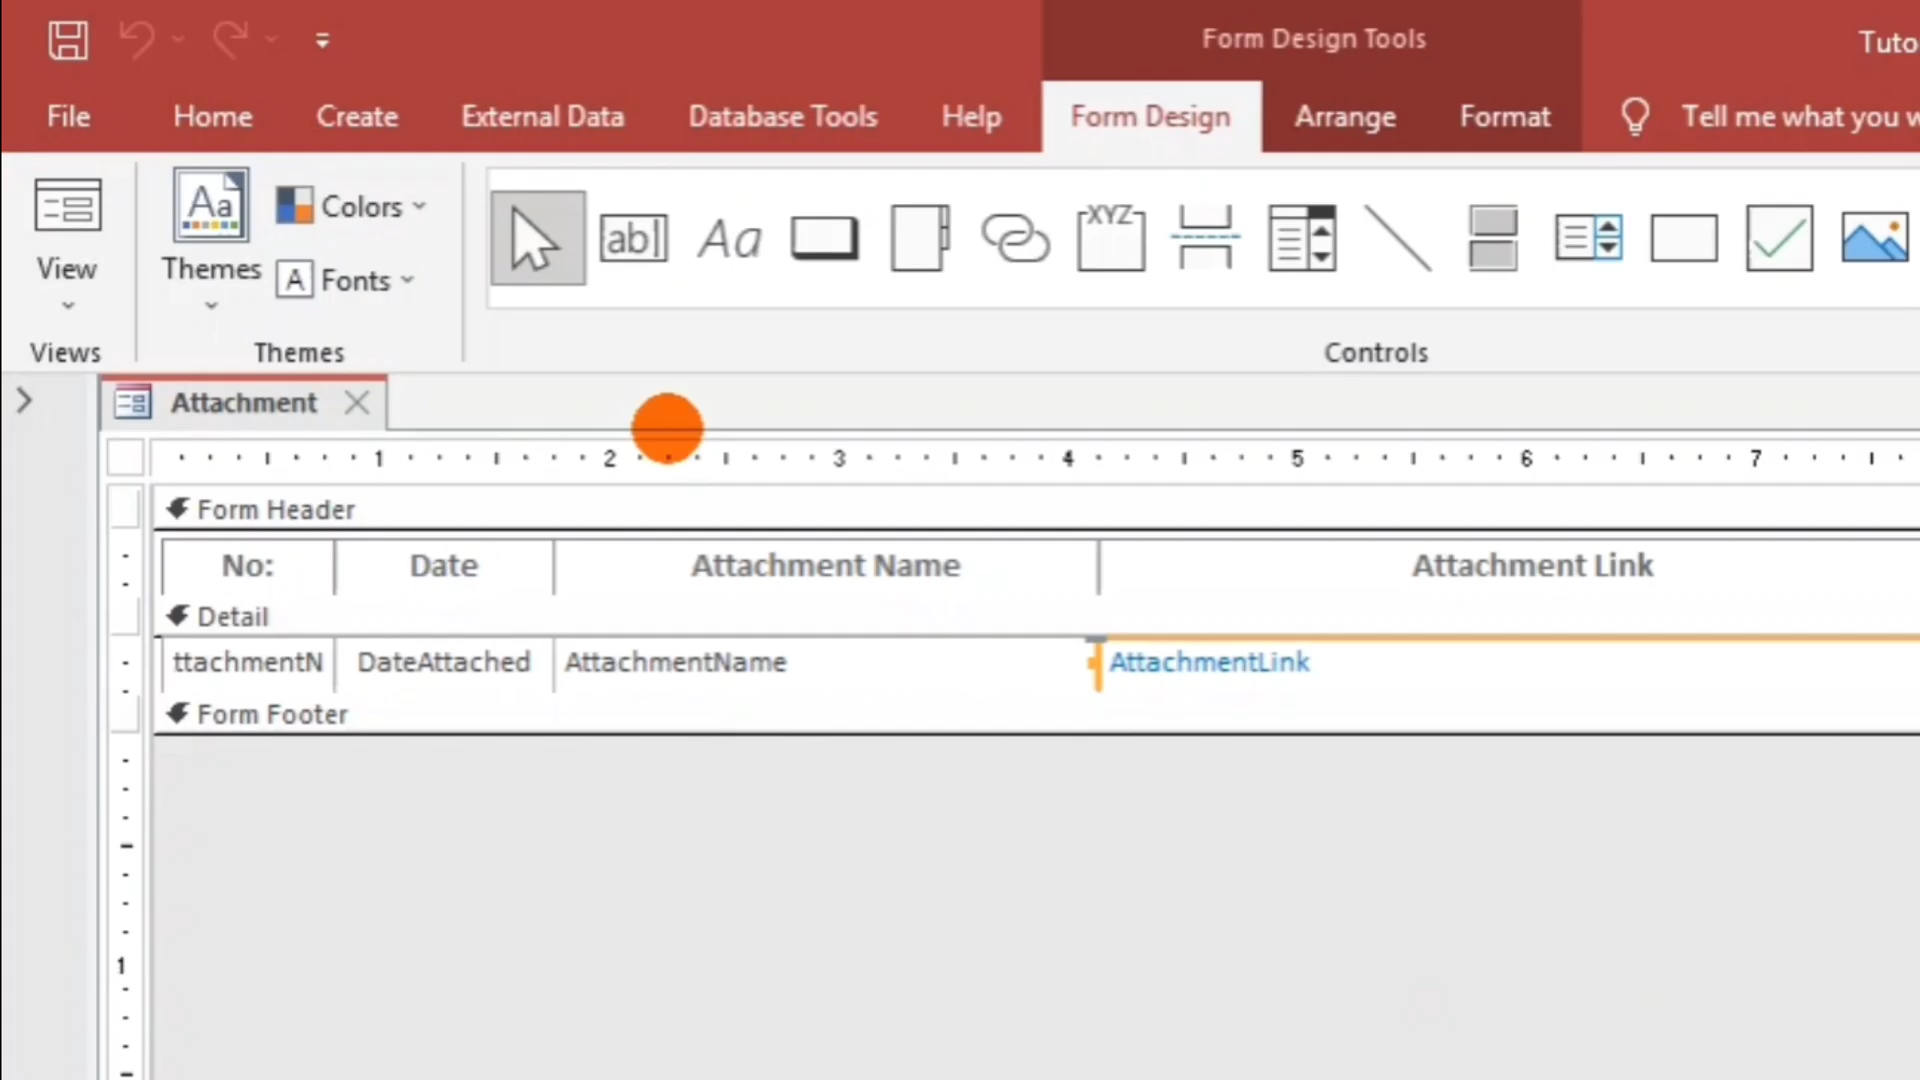 Form Design Tools
Tuto
File Home Create External Data Database Tools Help Form Design Arrange Format Tell me what you w
Aa Colors
View Themes A Fonts
ab Aa XYZ
Views Themes Controls
Attachment
1 2 3 4 5 6 7
Form Header
No: Date Attachment Name Attachment Link
Detail
ttachmentN DateAttached AttachmentName AttachmentLink
Form Footer
1